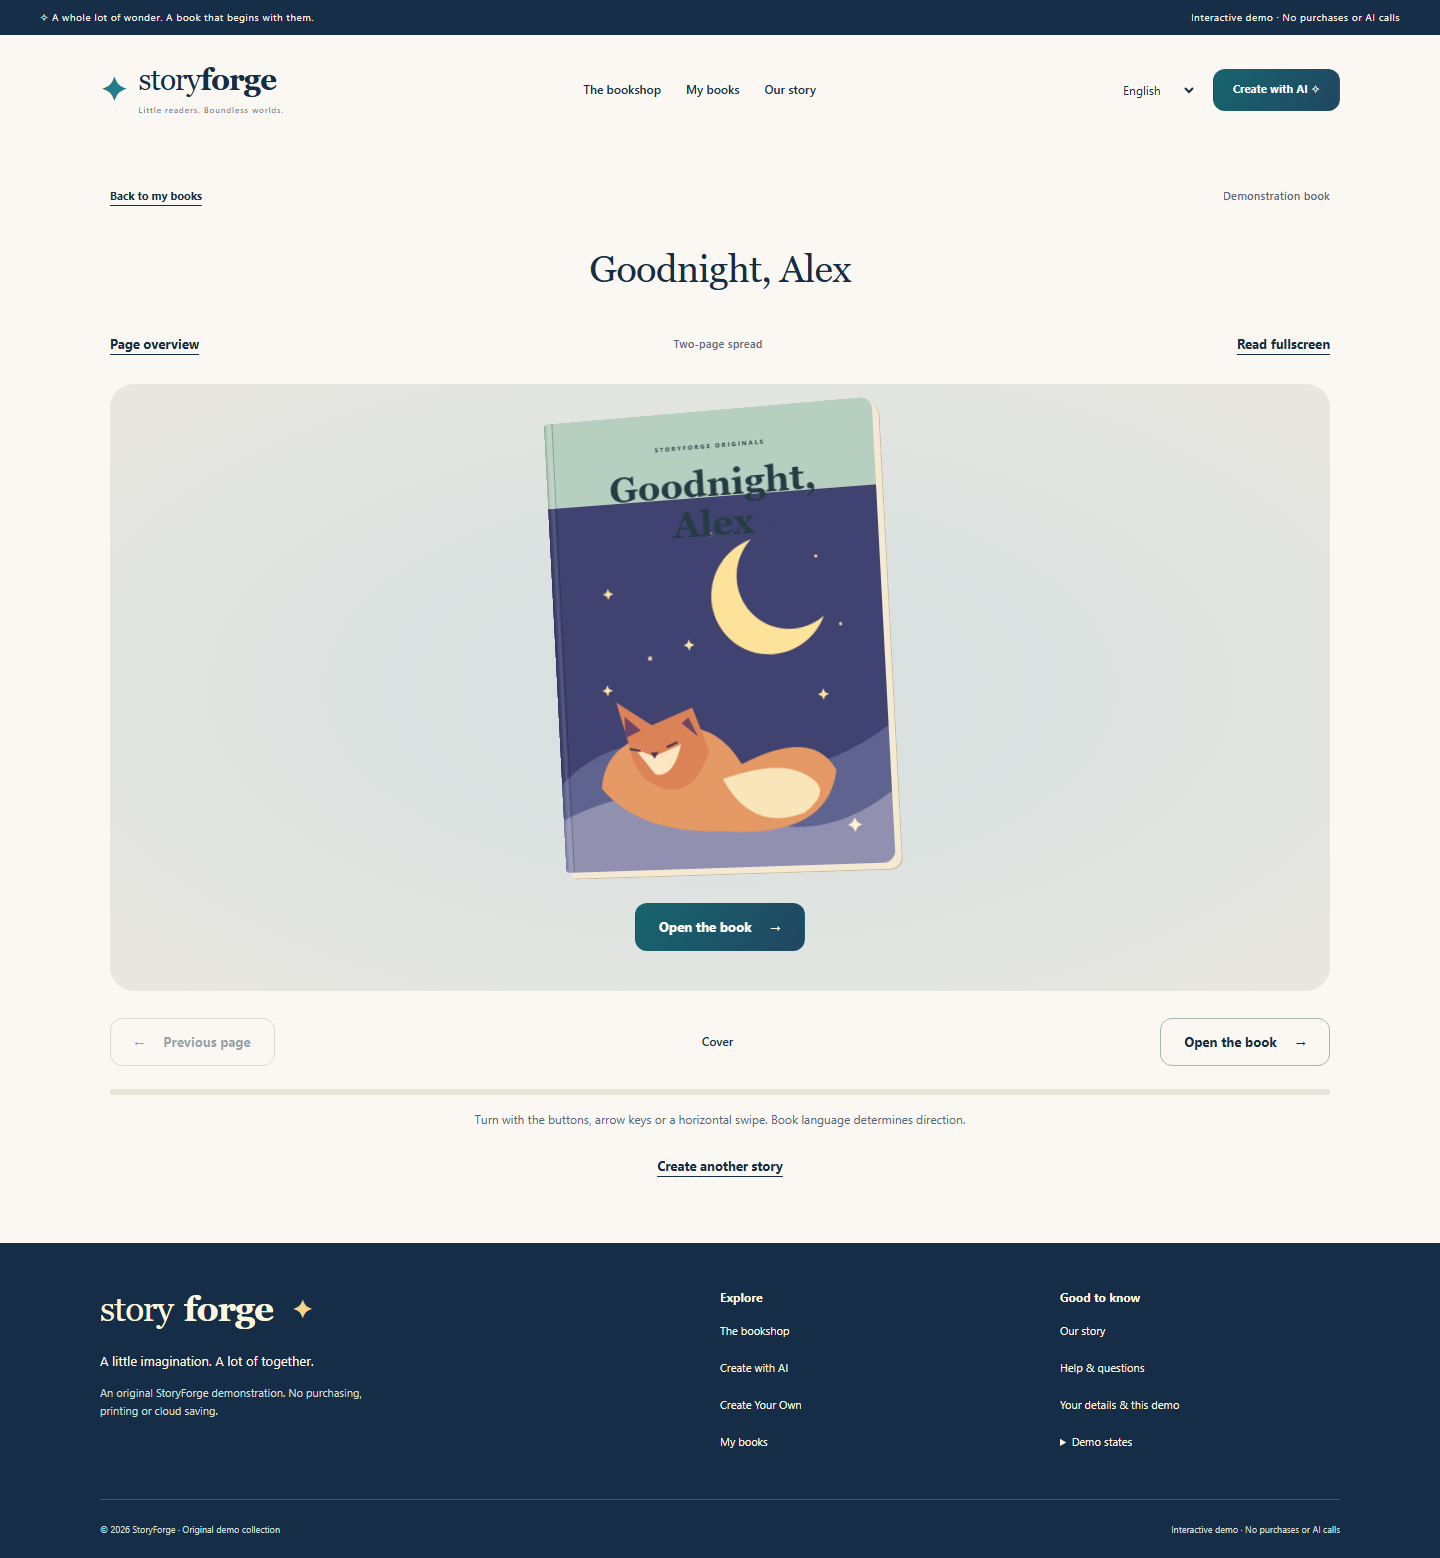 ✧ A whole lot of wonder. A book that begins with them.
Interactive demo · No purchases or AI calls
storyforge
Little readers. Boundless worlds.
The bookshop
My books
Our story
English
Create with AI ✧
Back to my books
Demonstration book
Goodnight, Alex
Page overview
Two-page spread
Read fullscreen
STORYFORGE ORIGINALS
Goodnight,
Alex
Open the book →
← Previous page
Cover
Open the book →
Turn with the buttons, arrow keys or a horizontal swipe. Book language determines direction.
Create another story
story forge
A little imagination. A lot of together.
An original StoryForge demonstration. No purchasing,
printing or cloud saving.
Explore
The bookshop
Create with AI
Create Your Own
My books
Good to know
Our story
Help & questions
Your details & this demo
▶ Demo states
© 2026 StoryForge · Original demo collection
Interactive demo · No purchases or AI calls